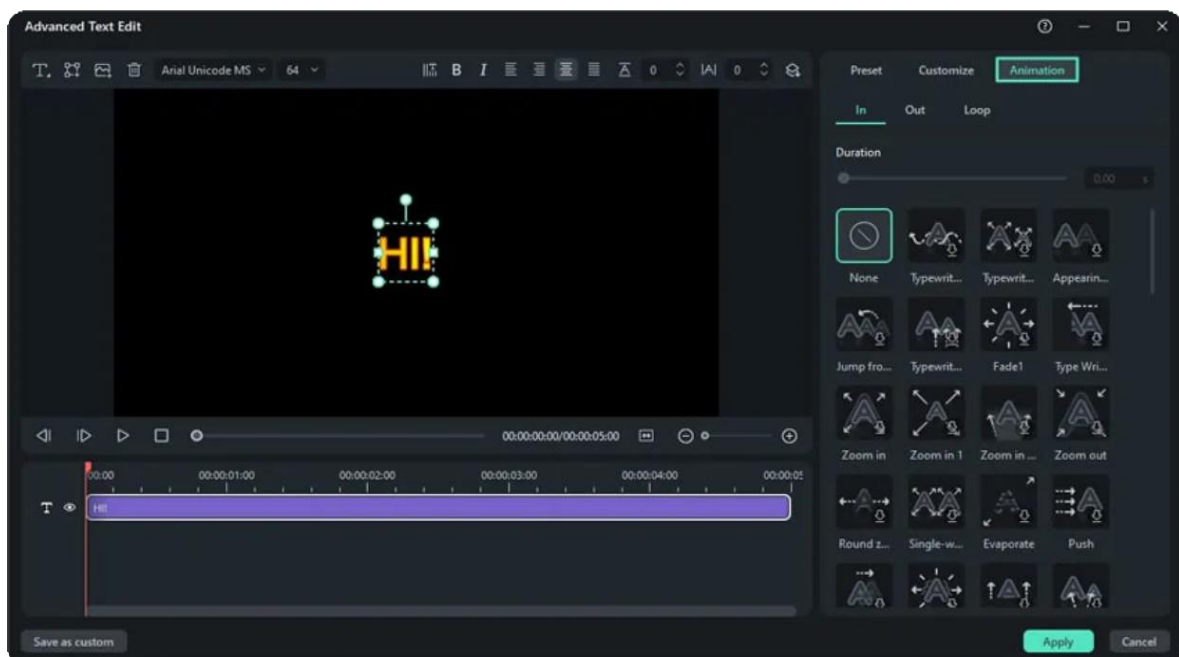 Advanced Text Edit
Arial Unicode MS 64 B I 0 0
Preset Customize Animation
In Out Loop
Duration
0.00 s
HI!
None Typewrit... Typewrit... Appearin...
Jump fro... Typewrit... Fade1 Type Wri...
Zoom in Zoom in 1 Zoom in ... Zoom out
Round z... Single-w... Evaporate Push
00:00:00:00/00:00:05:00
00:00 00:00:01:00 00:00:02:00 00:00:03:00 00:00:04:00 00:00:05
HI!
Save as custom
Apply Cancel